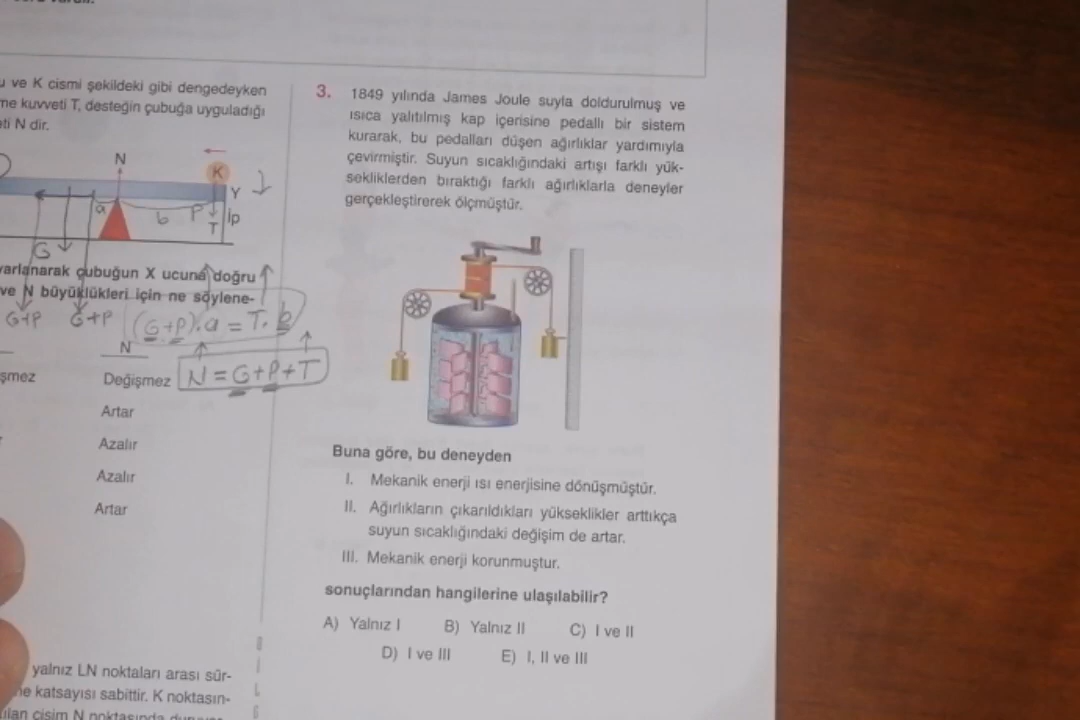 ve K cismi şekildeki gibi dengedeyken
kuvveti T, desteğin çubuğa uyguladığı
N dir.
N
K
Y
a
b
P
T
ip
G
çubuğun X ucuna doğru
ve N büyüklükleri için ne söylene-
G+P G+P (G+P).a = T.b
N
Değişmez N = G+P+T
Artar
Azalır
Azalır
Artar
yalnız LN noktaları arası sür-
katsayısı sabittir. K noktasın-
cisim N noktasında
3. 1849 yılında James Joule suyla doldurulmuş ve
ısıca yalıtılmış kap içerisine pedallı bir sistem
kurarak, bu pedalları düşen ağırlıklar yardımıyla
çevirmiştir. Suyun sıcaklığındaki artışı farklı yük-
sekliklerden bıraktığı farklı ağırlıklarla deneyler
gerçekleştirerek ölçmüştür.
Buna göre, bu deneyden
I. Mekanik enerji ısı enerjisine dönüşmüştür.
II. Ağırlıkların çıkarıldıkları yükseklikler arttıkça
suyun sıcaklığındaki değişim de artar.
III. Mekanik enerji korunmuştur.
sonuçlarından hangilerine ulaşılabilir?
A) Yalnız I B) Yalnız II C) I ve II
D) I ve III E) I, II ve III